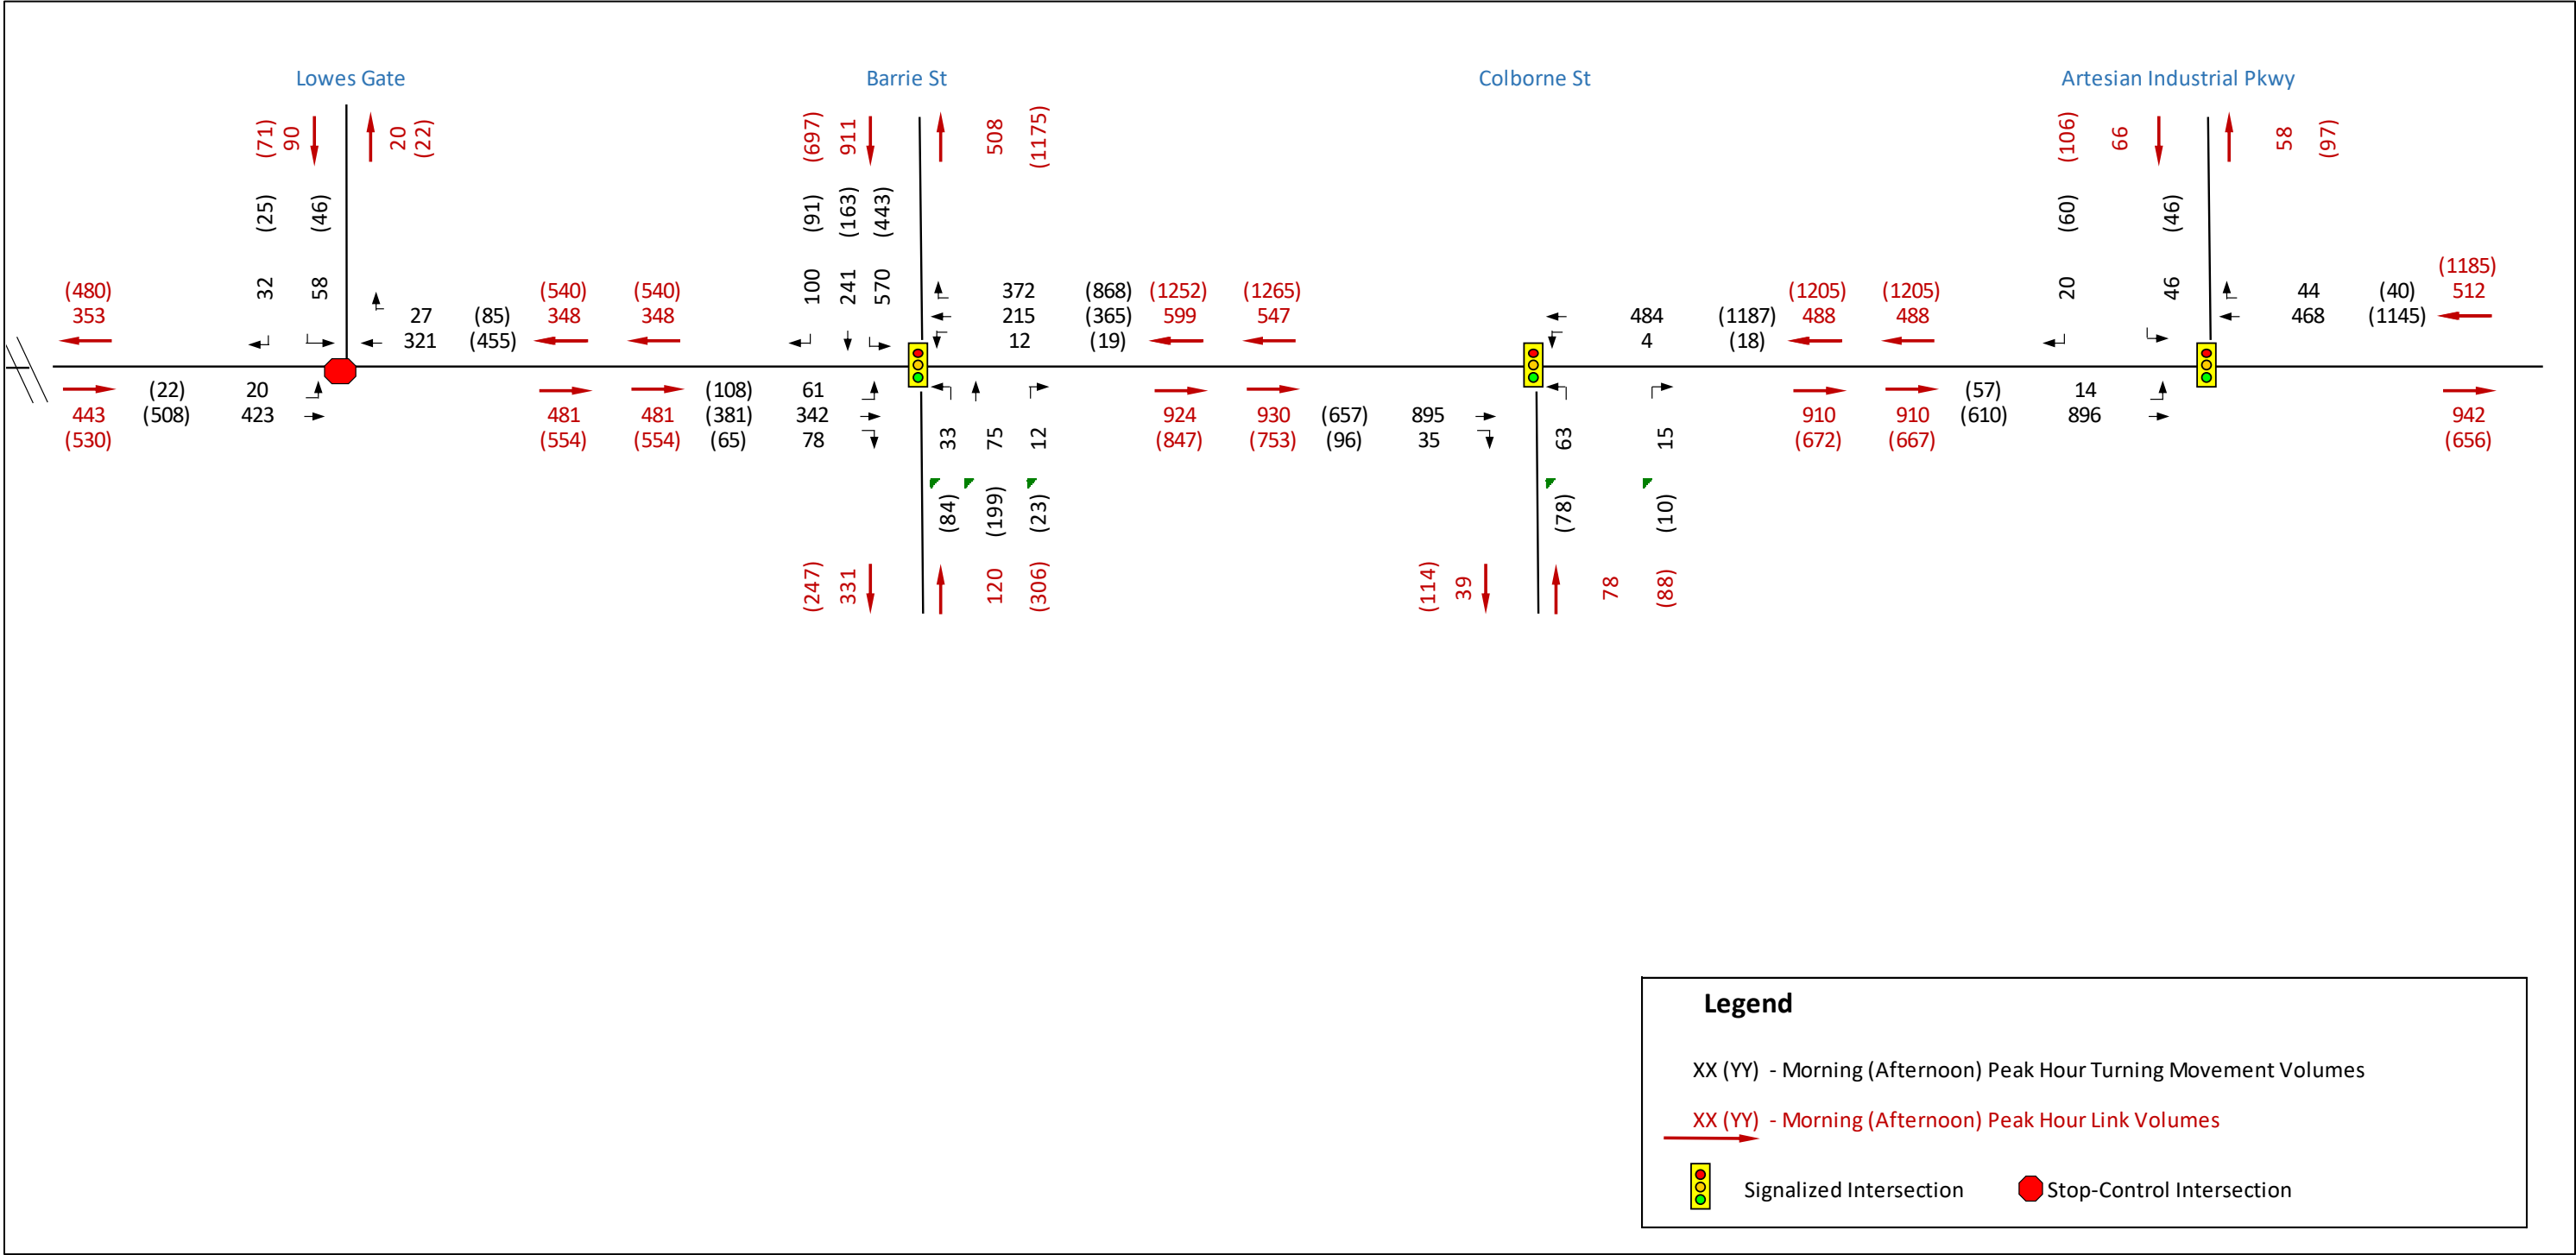 Lowes Gate Barrie St Colborne St Artesian Industrial Pkwy
(71) 90 20 (22) (697) 911 508 (1175) (106) 66 58 (97)
(25) (46) (91) (163) (443) (60) (46)
32 58 100 241 570 20 46
(1185)
(480) (540) (540) 372 (868) (1252) (1265) (1205) (1205) 44 (40) 512
353 27 (85) 348 348 215 (365) 599 547 484 (1187) 488 488 468 (1145)
321 (455) 12 (19) 4 (18)
(22) 20 (108) 61 (57) 14
443 (508) 423 481 481 (381) 342 924 930 (657) 895 910 910 (610) 896 942
(530) (554) (554) (65) 78 (847) (753) (96) 35 (672) (667) (656)
33 75 12 63 15
(84) (199) (23) (78) (10)
(247) 331 120 (306) (114) 39 78 (88)
Legend
XX (YY) - Morning (Afternoon) Peak Hour Turning Movement Volumes
XX (YY) - Morning (Afternoon) Peak Hour Link Volumes
Signalized Intersection Stop-Control Intersection